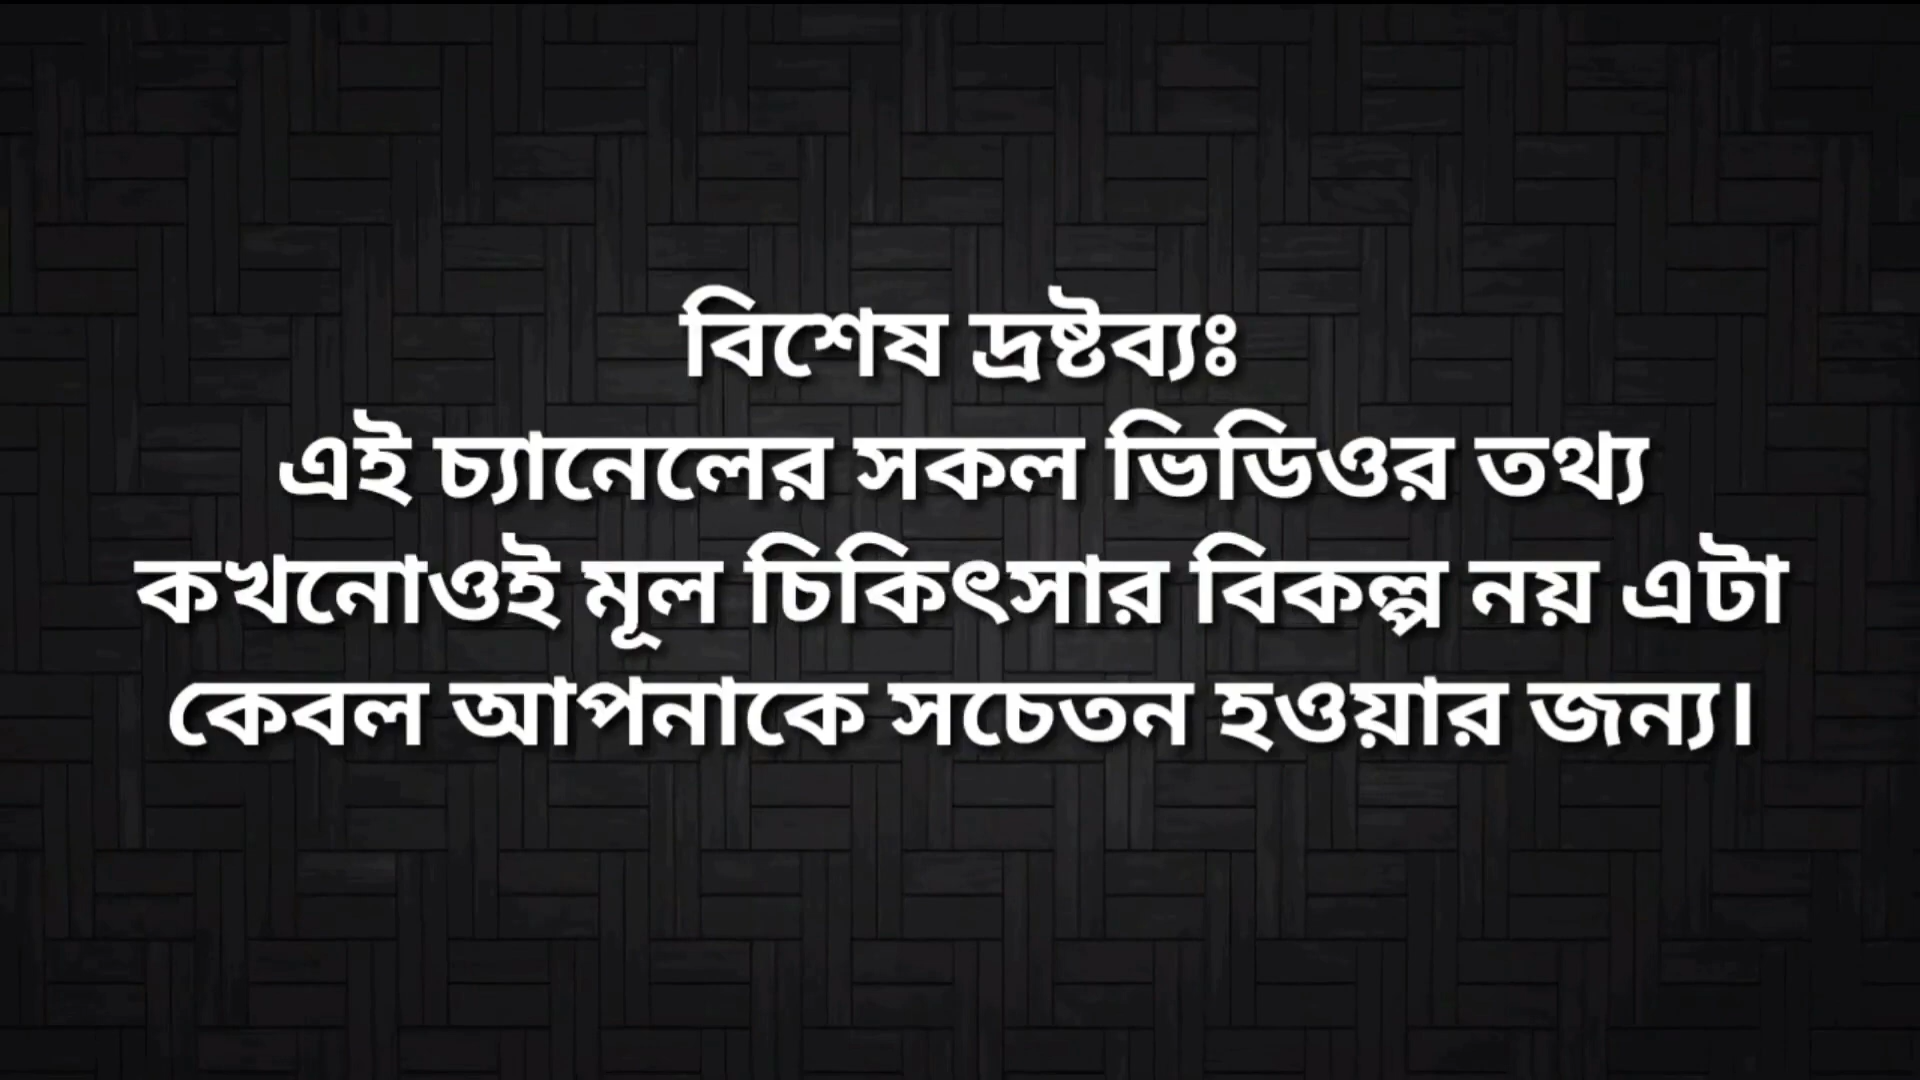 বিশেষ দ্রষ্টব্যঃ
এই চ্যানেলের সকল ভিডিওর তথ্য
কখনোওই মূল চিকিৎসার বিকল্প নয় এটা
কেবল আপনাকে সচেতন হওয়ার জন্য।